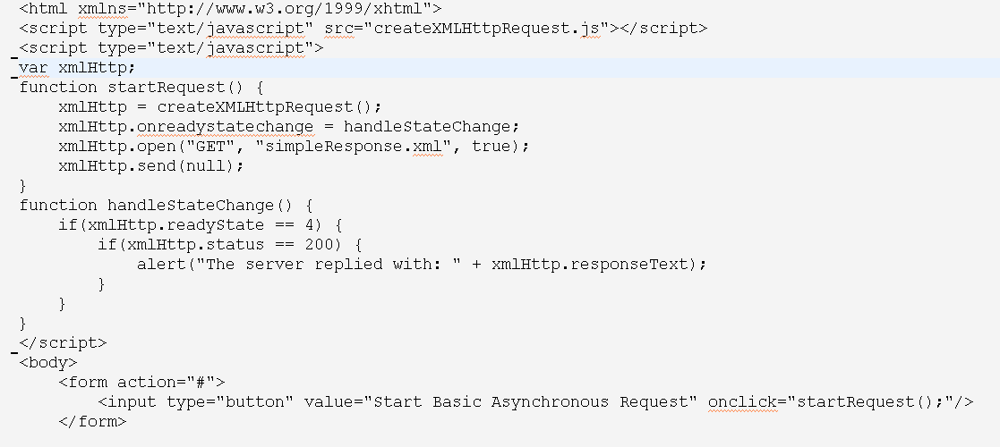 <html xmlns="http://www.w3.org/1999/xhtml">
<script type="text/javascript" src="createXMLHttpRequest.js"></script>
<script type="text/javascript">
var xmlHttp;
function startRequest() {
    xmlHttp = createXMLHttpRequest();
    xmlHttp.onreadystatechange = handleStateChange;
    xmlHttp.open("GET", "simpleResponse.xml", true);
    xmlHttp.send(null);
}
function handleStateChange() {
    if(xmlHttp.readyState == 4) {
        if(xmlHttp.status == 200) {
            alert("The server replied with: " + xmlHttp.responseText);
        }
    }
}
</script>
<body>
    <form action="#">
        <input type="button" value="Start Basic Asynchronous Request" onclick="startRequest();"/>
    </form>